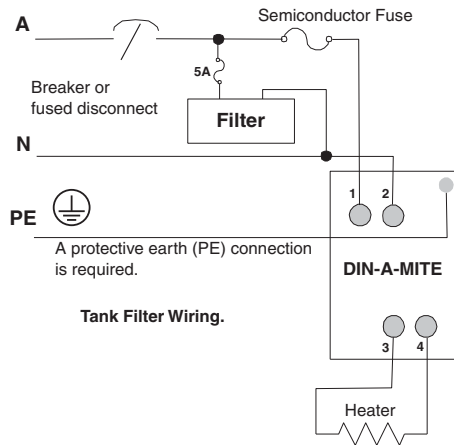 A
Semiconductor Fuse
5A
Breaker or
fused disconnect
Filter
N
1
2
PE
A protective earth (PE) connection
is required.
DIN-A-MITE
Tank Filter Wiring.
3
4
Heater